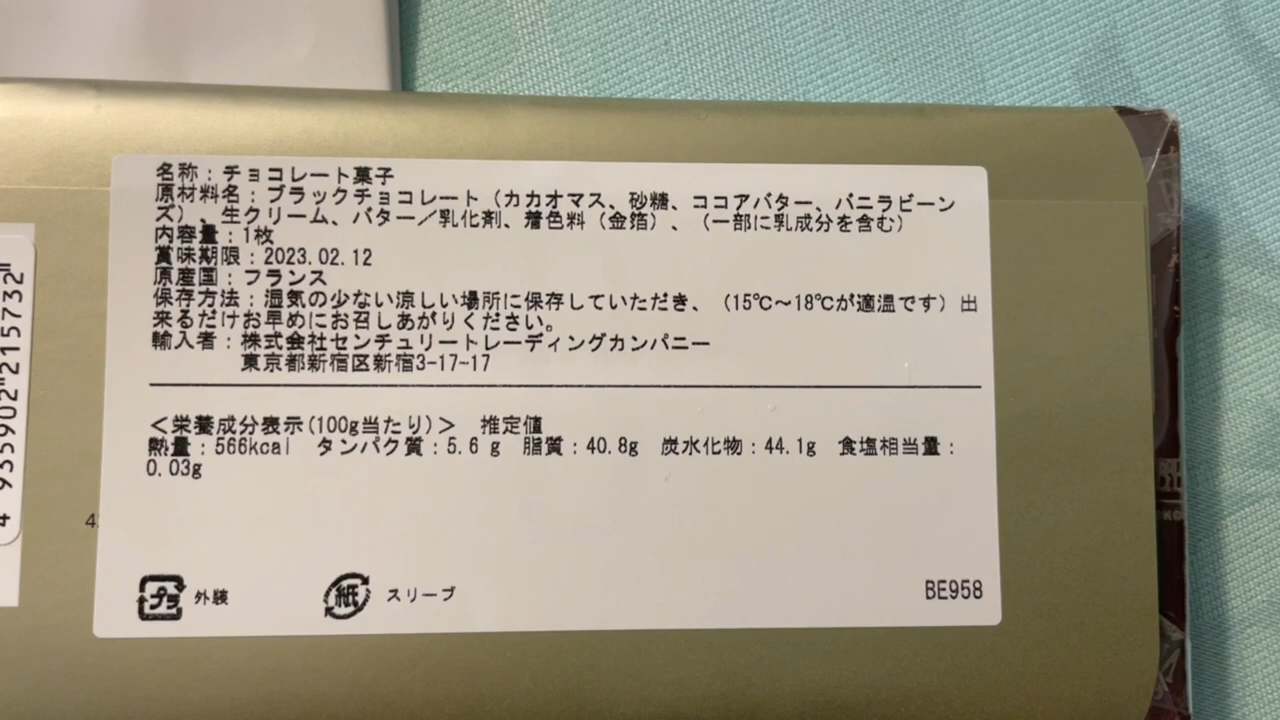 名称：チョコレート菓子
原材料名：ブラックチョコレート（カカオマス、砂糖、ココアバター、バニラビーン
ズ）、生クリーム、バター／乳化剤、着色料（金箔）、（一部に乳成分を含む）
内容量：1枚
賞味期限：2023.02.12
原産国：フランス
保存方法：湿気の少ない涼しい場所に保存していただき、（15℃～18℃が適温です）出
来るだけお早めにお召しあがりください。
輸入者：株式会社センチュリートレーディングカンパニー
東京都新宿区新宿3-17-17
＜栄養成分表示(100g当たり)＞　推定値
熱量：566kcal　タンパク質：5.6 g　脂質：40.8g　炭水化物：44.1g　食塩相当量：
0.03g
プラ 外装　紙 スリーブ
BE958
4 935902 215732